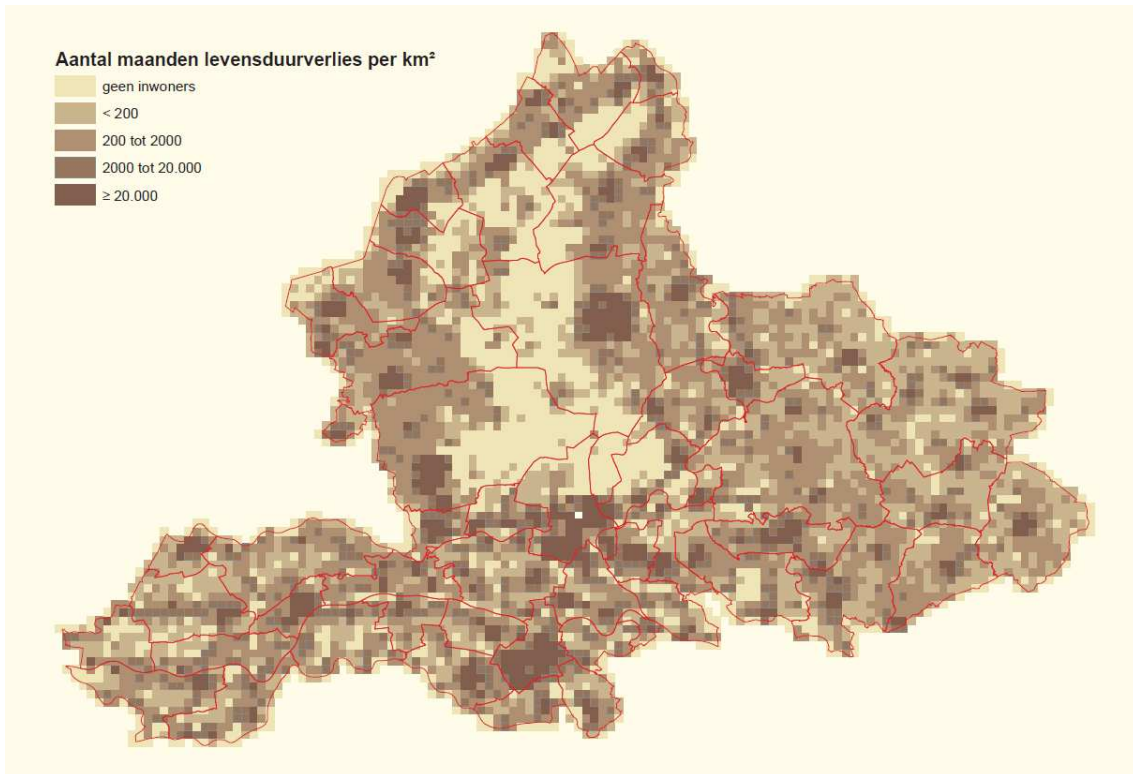 Aantal maanden levensduurverlies per km²
geen inwoners
< 200
200 tot 2000
2000 tot 20.000
≥ 20.000